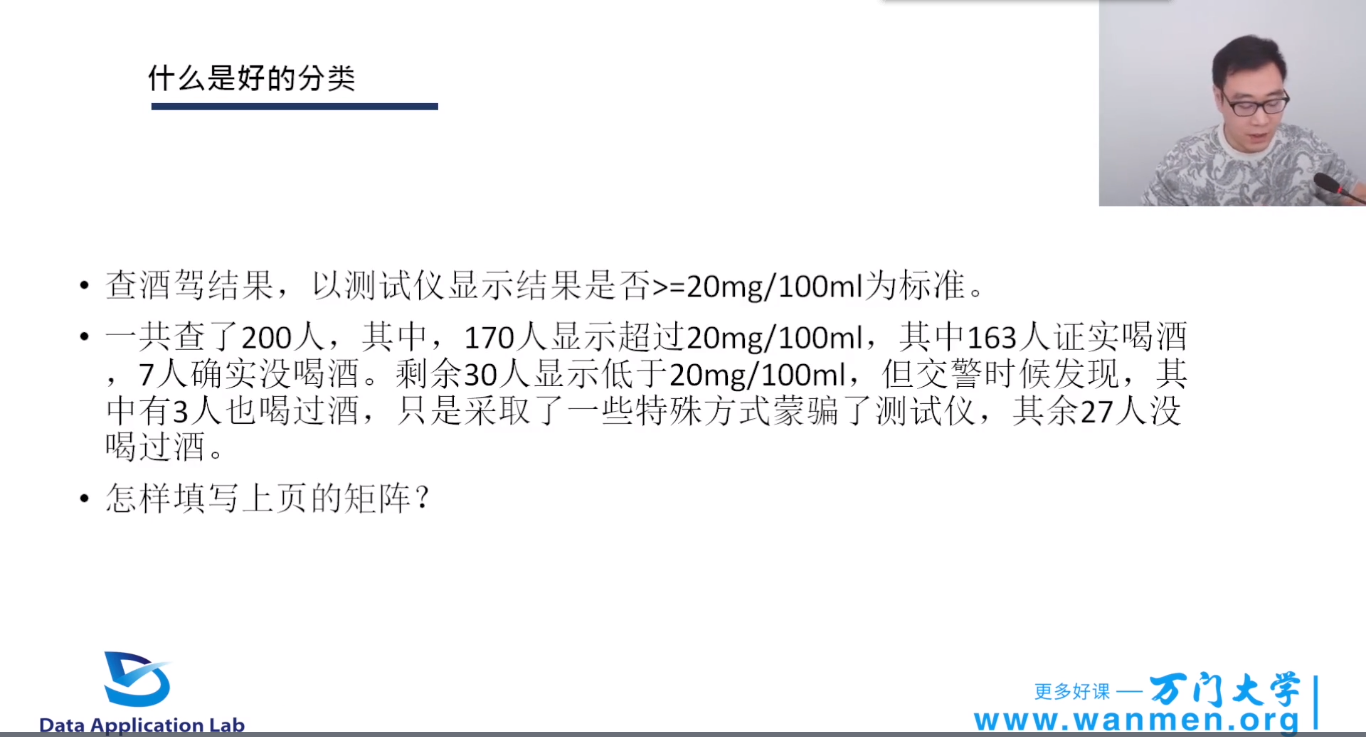 什么是好的分类
• 查酒驾结果，以测试仪显示结果是否>=20mg/100ml为标准。
• 一共查了200人，其中，170人显示超过20mg/100ml，其中163人证实喝酒
，7人确实没喝酒。剩余30人显示低于20mg/100ml，但交警时候发现，其
中有3人也喝过酒，只是采取了一些特殊方式蒙骗了测试仪，其余27人没
喝过酒。
• 怎样填写上页的矩阵？
Data Application Lab
更多好课 — 万门大学
www.wanmen.org